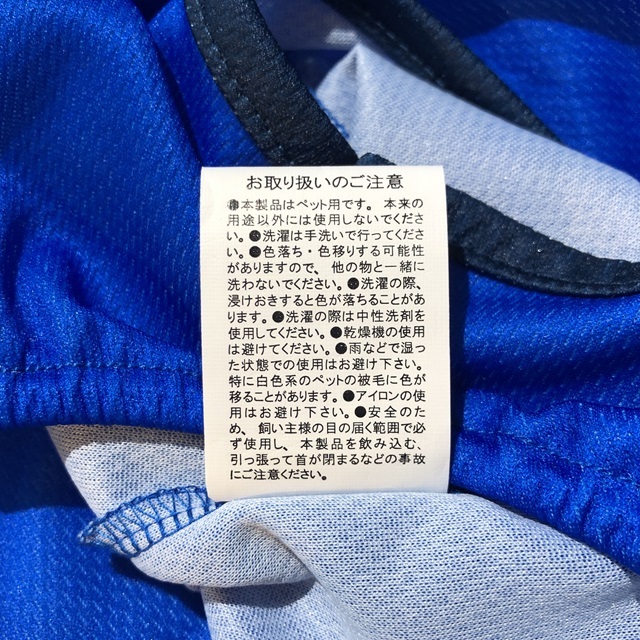 お取り扱いのご注意
●本製品はペット用です。本来の
用途以外には使用しないでくださ
い。●洗濯は手洗いで行ってください。
●色落ち・色移りする可能性
がありますので、他の物と一緒に
洗わないでください。●洗濯の際、
浸けおきすると色が落ちることがあ
ります。●洗濯の際は中性洗剤を
使用してください。●乾燥機の使用
は避けてください。●雨などで湿っ
た状態での使用はお避け下さい。
特に白色系のペットの被毛に色が
移ることがあります。●アイロンの使
用はお避け下さい。●安全のた
め、飼い主様の目の届く範囲で必
ず使用し、本製品を飲み込む、
引っ張って首が閉まるなどの事故
にご注意ください。